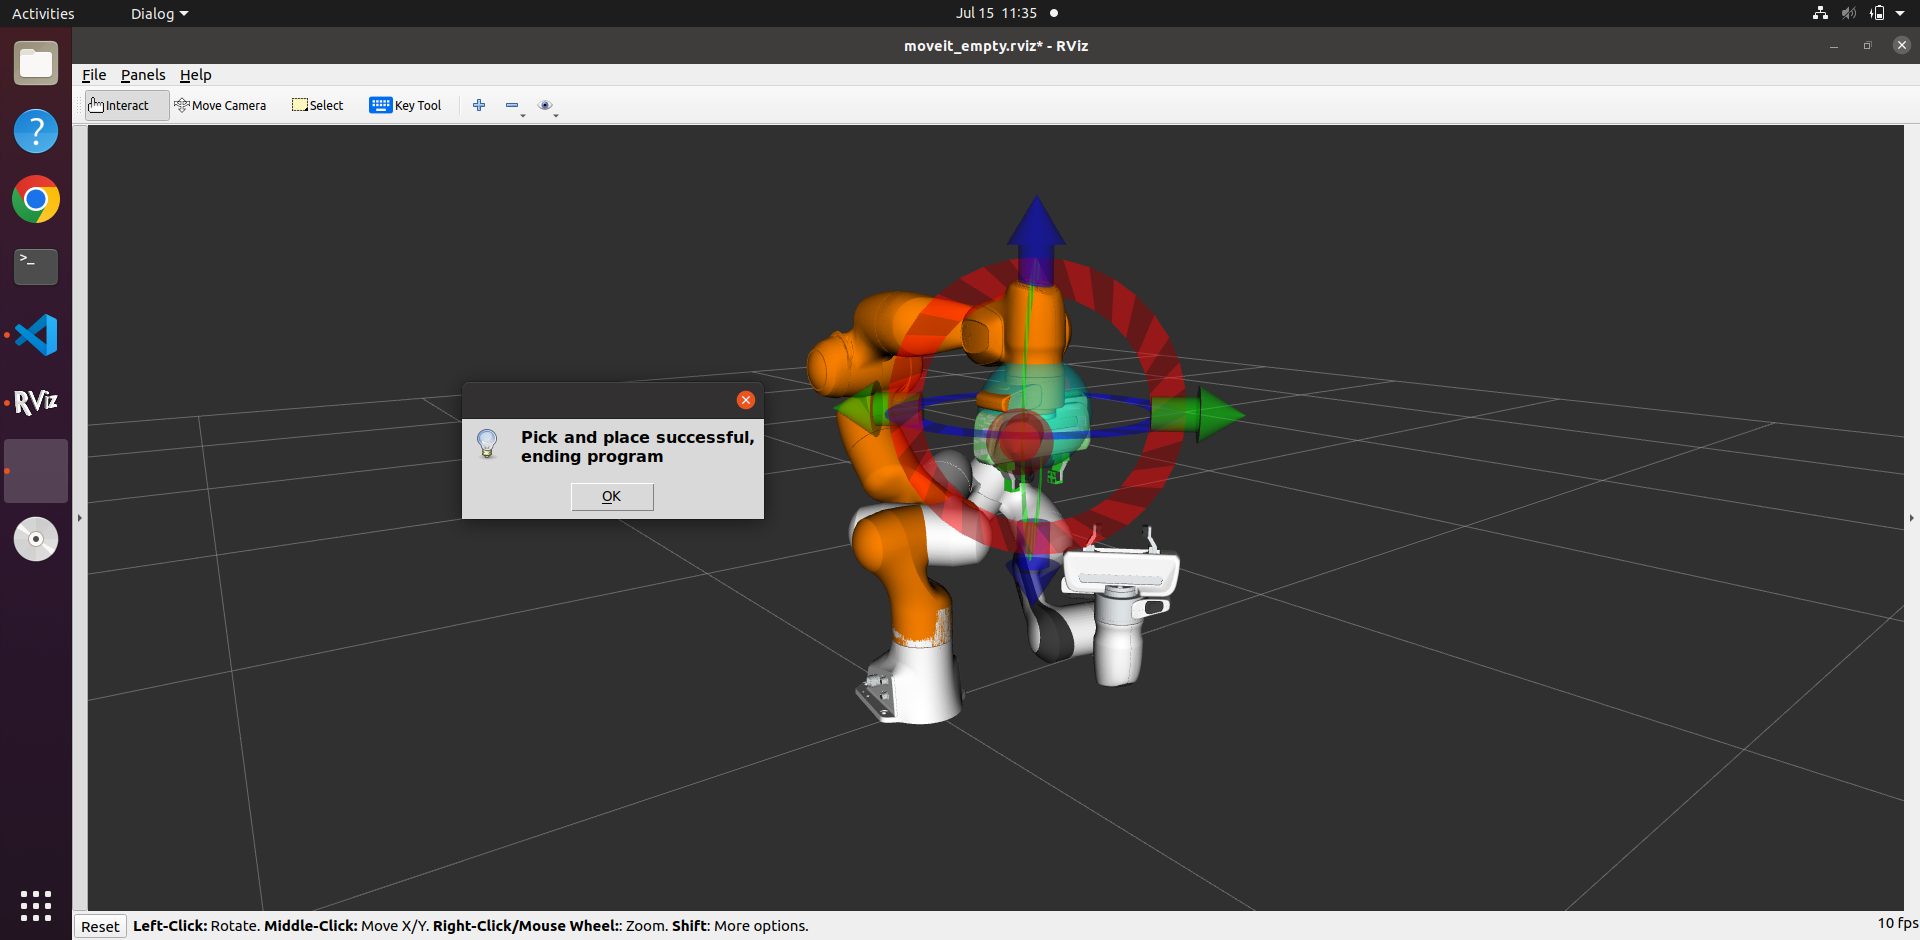 Activities
Dialog
Jul 15 11:35
moveit_empty.rviz* - RViz
File Panels Help
Interact Move Camera Select Key Tool
?
>_
RViz
Pick and place successful,
ending program
OK
Reset Left-Click: Rotate. Middle-Click: Move X/Y. Right-Click/Mouse Wheel:: Zoom. Shift: More options.
10 fps